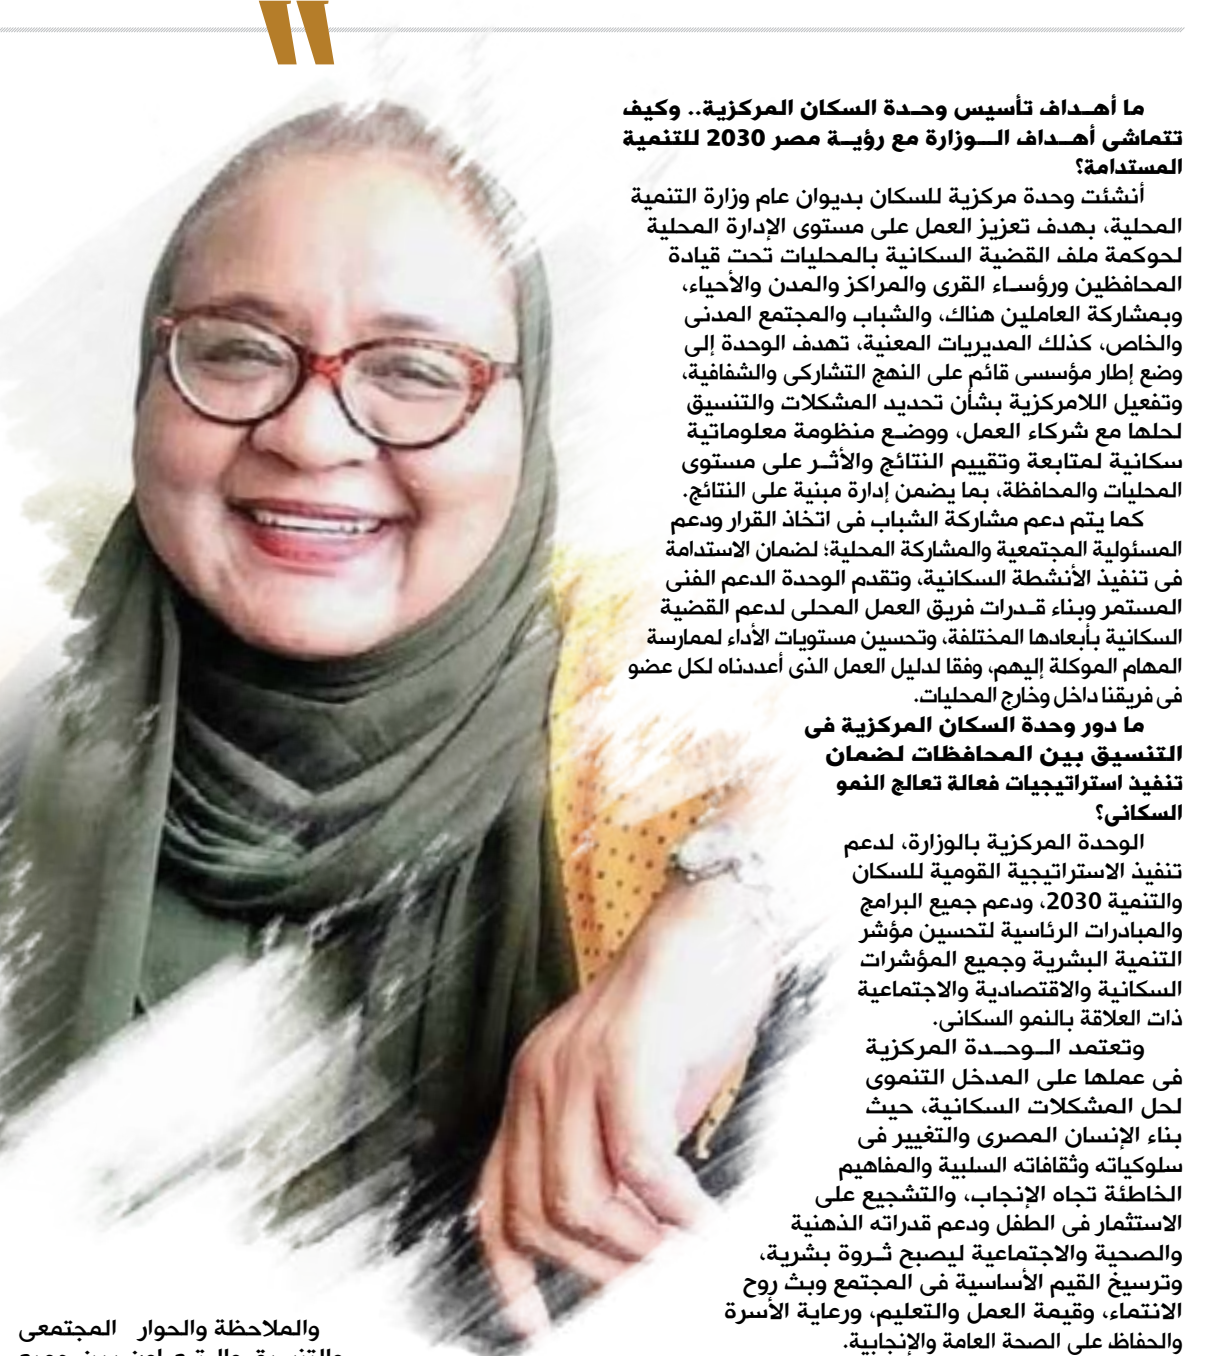 ما أهــداف تأسيس وحــدة السكان المركزية.. وكيف
تتماشى أهــداف الـــوزارة مع رؤيــة مصر 2030 للتنمية
المستدامة؟
أنشئت وحدة مركزية للسكان بديوان عام وزارة التنمية
المحلية، بهدف تعزيز العمل على مستوى الإدارة المحلية
لحوكمة ملف القضية السكانية بالمحليات تحت قيادة
المحافظين ورؤسـاء القرى والمراكز والمدن والأحياء،
وبمشاركة العاملين هناك، والشباب والمجتمع المدنى
والخاص، كذلك المديريات المعنية، تهدف الوحدة إلى
وضع إطار مؤسسى قائم على النهج التشاركى والشفافية،
وتفعيل اللامركزية بشأن تحديد المشكلات والتنسيق
لحلها مع شركاء العمل، ووضـع منظومة معلوماتية
سكانية لمتابعة وتقييم النتائج والأثــر على مستوى
المحليات والمحافظة، بما يضمن إدارة مبنية على النتائج.
كما يتم دعم مشاركة الشباب فى اتخاذ القرار ودعم
المسئولية المجتمعية والمشاركة المحلية؛ لضمان الاستدامة
فى تنفيذ الأنشطة السكانية، وتقدم الوحدة الدعم الفنى
المستمر وبناء قـدرات فريق العمل المحلى لدعم القضية
السكانية بأبعادها المختلفة، وتحسين مستويات الأداء لممارسة
المهام الموكلة إليهم، وفقا لدليل العمل الذى أعددناه لكل عضو
فى فريقنا داخل وخارج المحليات.
ما دور وحدة السكان المركزية فى
التنسيق بين المحافظات لضمان
تنفيذ استراتيجيات فعالة تعالج النمو
السكانى؟
الوحدة المركزية بالوزارة، لدعم
تنفيذ الاستراتيجية القومية للسكان
والتنمية 2030، ودعم جميع البرامج
والمبادرات الرئاسية لتحسين مؤشر
التنمية البشرية وجميع المؤشرات
السكانية والاقتصادية والاجتماعية
ذات العلاقة بالنمو السكانى.
وتعتمد الــوحــدة المركزية
فى عملها على المدخل التنموى
لحل المشكلات السكانية، حيث
بناء الإنسان المصرى والتغيير فى
سلوكياته وثقافاته السلبية والمفاهيم
الخاطئة تجاه الإنجاب، والتشجيع على
الاستثمار فى الطفل ودعم قدراته الذهنية
والصحية والاجتماعية ليصبح ثـروة بشرية،
وترسيخ القيم الأساسية فى المجتمع وبث روح
الانتماء، وقيمة العمل والتعليم، ورعاية الأسرة
والحفاظ على الصحة العامة والإنجابية.
والملاحظة والحوار المجتمعى